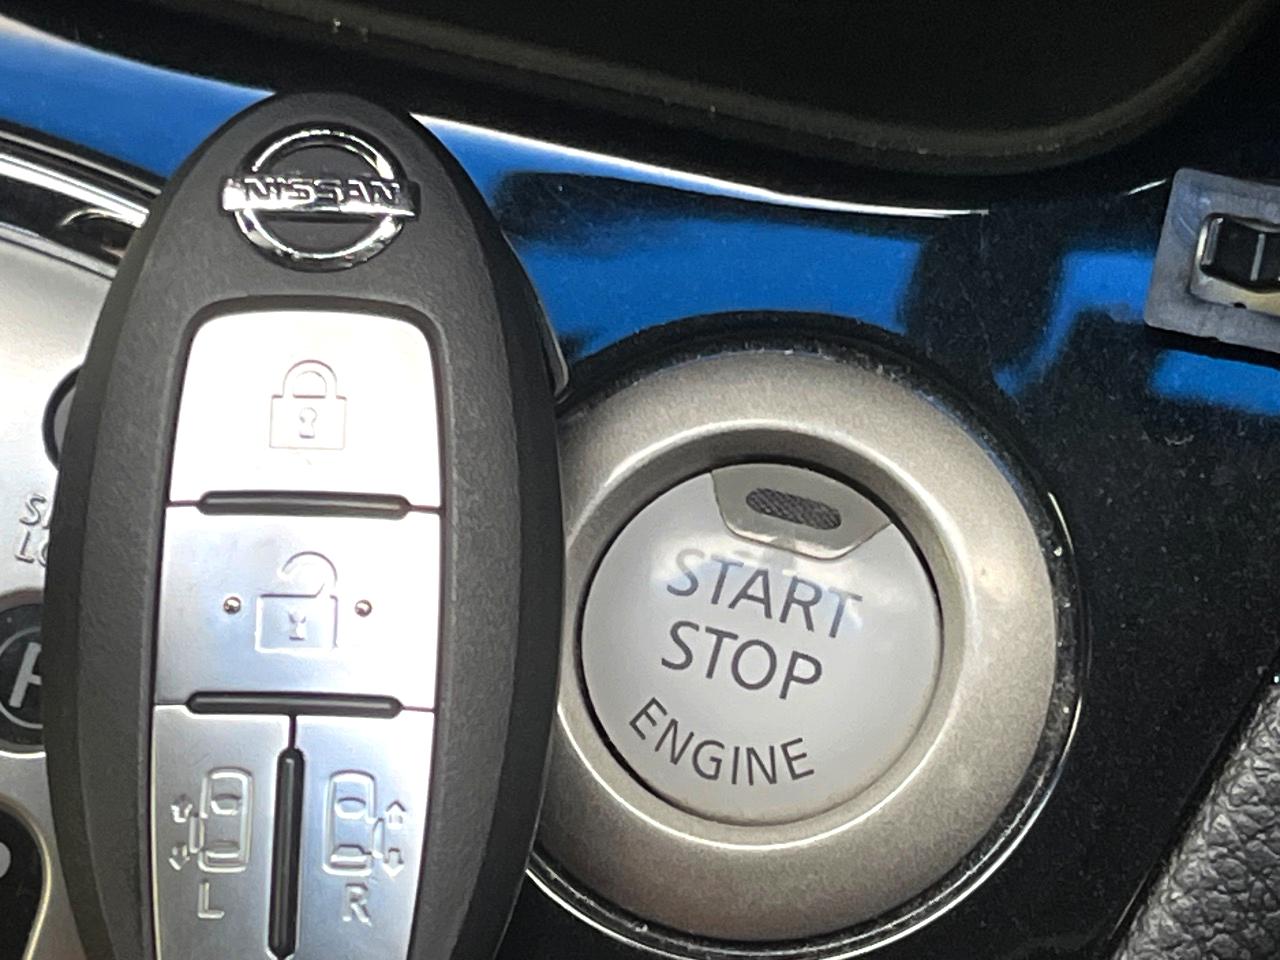 NISSAN
START
STOP
ENGINE
L
R